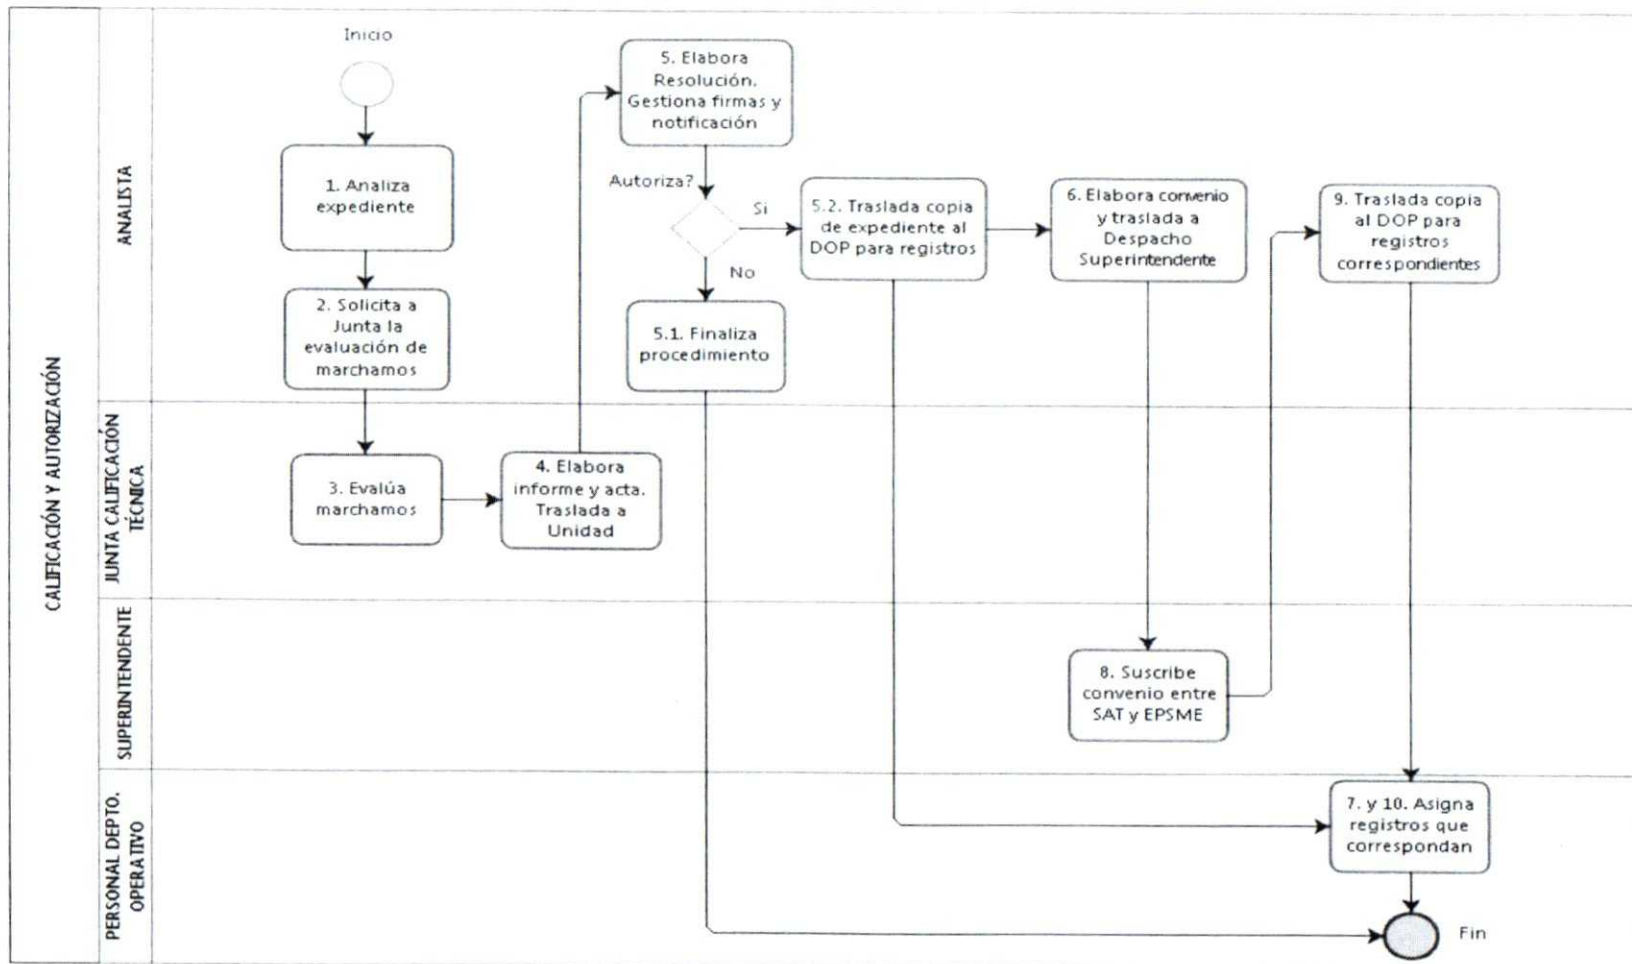 CALIFICACIÓN Y AUTORIZACIÓN
ANALISTA
Inicio
1. Analiza
expediente
2. Solicita a
Junta la
evaluación de
marchamos
5. Elabora
Resolución.
Gestiona firmas y
notificación
Autoriza?
Si
No
5.1. Finaliza
procedimiento
5.2. Traslada copia
de expediente al
DOP para registros
6. Elabora convenio
y traslada a
Despacho
Superintendente
9. Traslada copia
al DOP para
registros
correspondientes
JUNTA CALIFICACIÓN
TÉCNICA
3. Evalúa
marchamos
4. Elabora
informe y acta.
Traslada a
Unidad
SUPERINTENDENTE
8. Suscribe
convenio entre
SAT y EPSME
PERSONAL DEPTO.
OPERATIVO
7. y 10. Asigna
registros que
correspondan
Fin